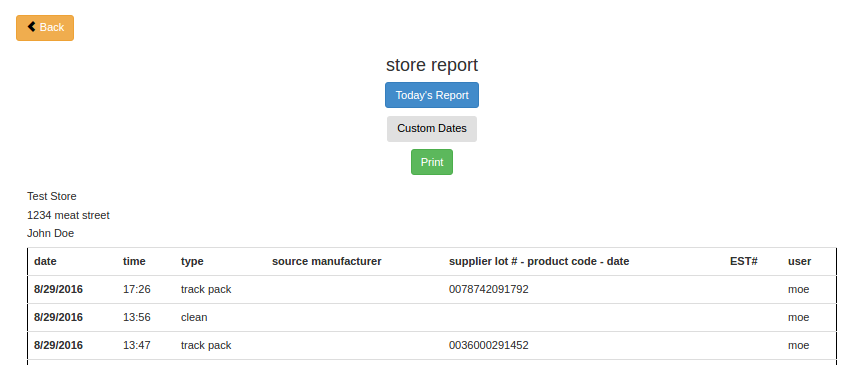 Back
store report
Today's Report
Custom Dates
Print
Test Store
1234 meat street
John Doe
date time type source manufacturer supplier lot # - product code - date EST# user
8/29/2016 17:26 track pack 0078742091792 moe
8/29/2016 13:56 clean moe
8/29/2016 13:47 track pack 0036000291452 moe